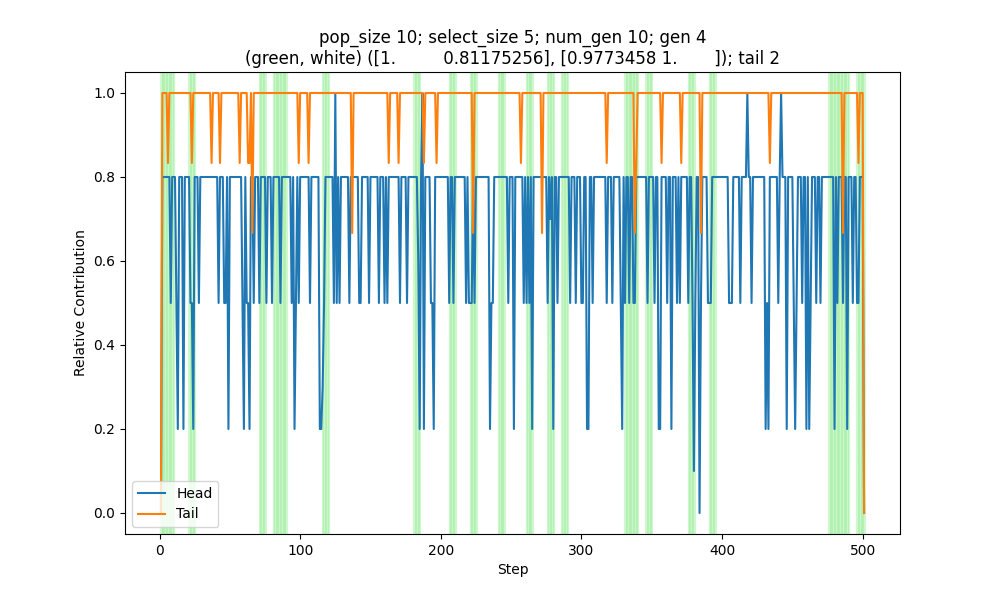 pop_size 10; select_size 5; num_gen 10; gen 4
(green, white) ([1.         0.81175256], [0.9773458 1.       ]); tail 2
1.0
0.8
0.6
0.4
0.2
0.0
Relative Contribution
Head
Tail
0
100
200
300
400
500
Step